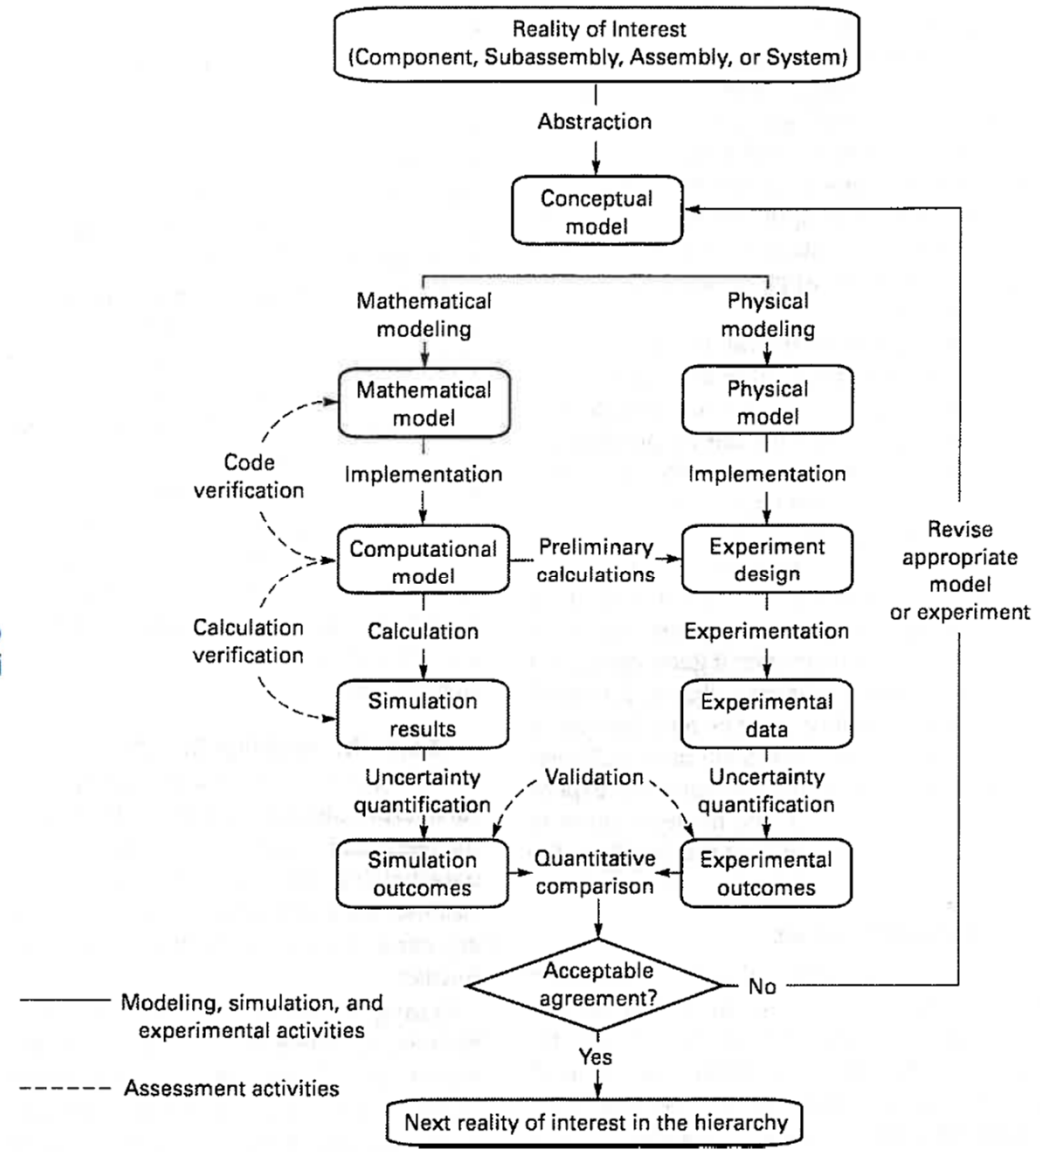 Reality of Interest
(Component, Subassembly, Assembly, or System)
Abstraction
Conceptual
model
Mathematical
modeling
Physical
modeling
Mathematical
model
Physical
model
Code
verification
Implementation
Implementation
Computational
model
Preliminary
calculations
Experiment
design
Revise
appropriate
model
or experiment
Calculation
verification
Calculation
Experimentation
Simulation
results
Experimental
data
Uncertainty
quantification
Validation
Uncertainty
quantification
Simulation
outcomes
Quantitative
comparison
Experimental
outcomes
Acceptable
agreement?
No
Modeling, simulation, and
experimental activities
Yes
Assessment activities
Next reality of interest in the hierarchy